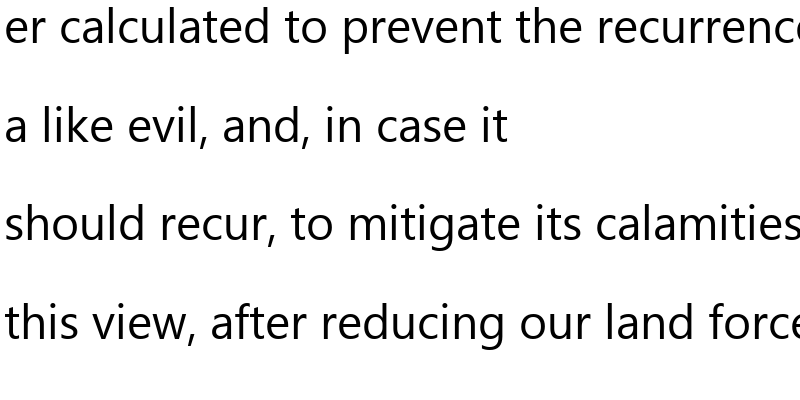 er calculated to prevent the recurrenc
a like evil, and, in case it
should recur, to mitigate its calamities
this view, after reducing our land force